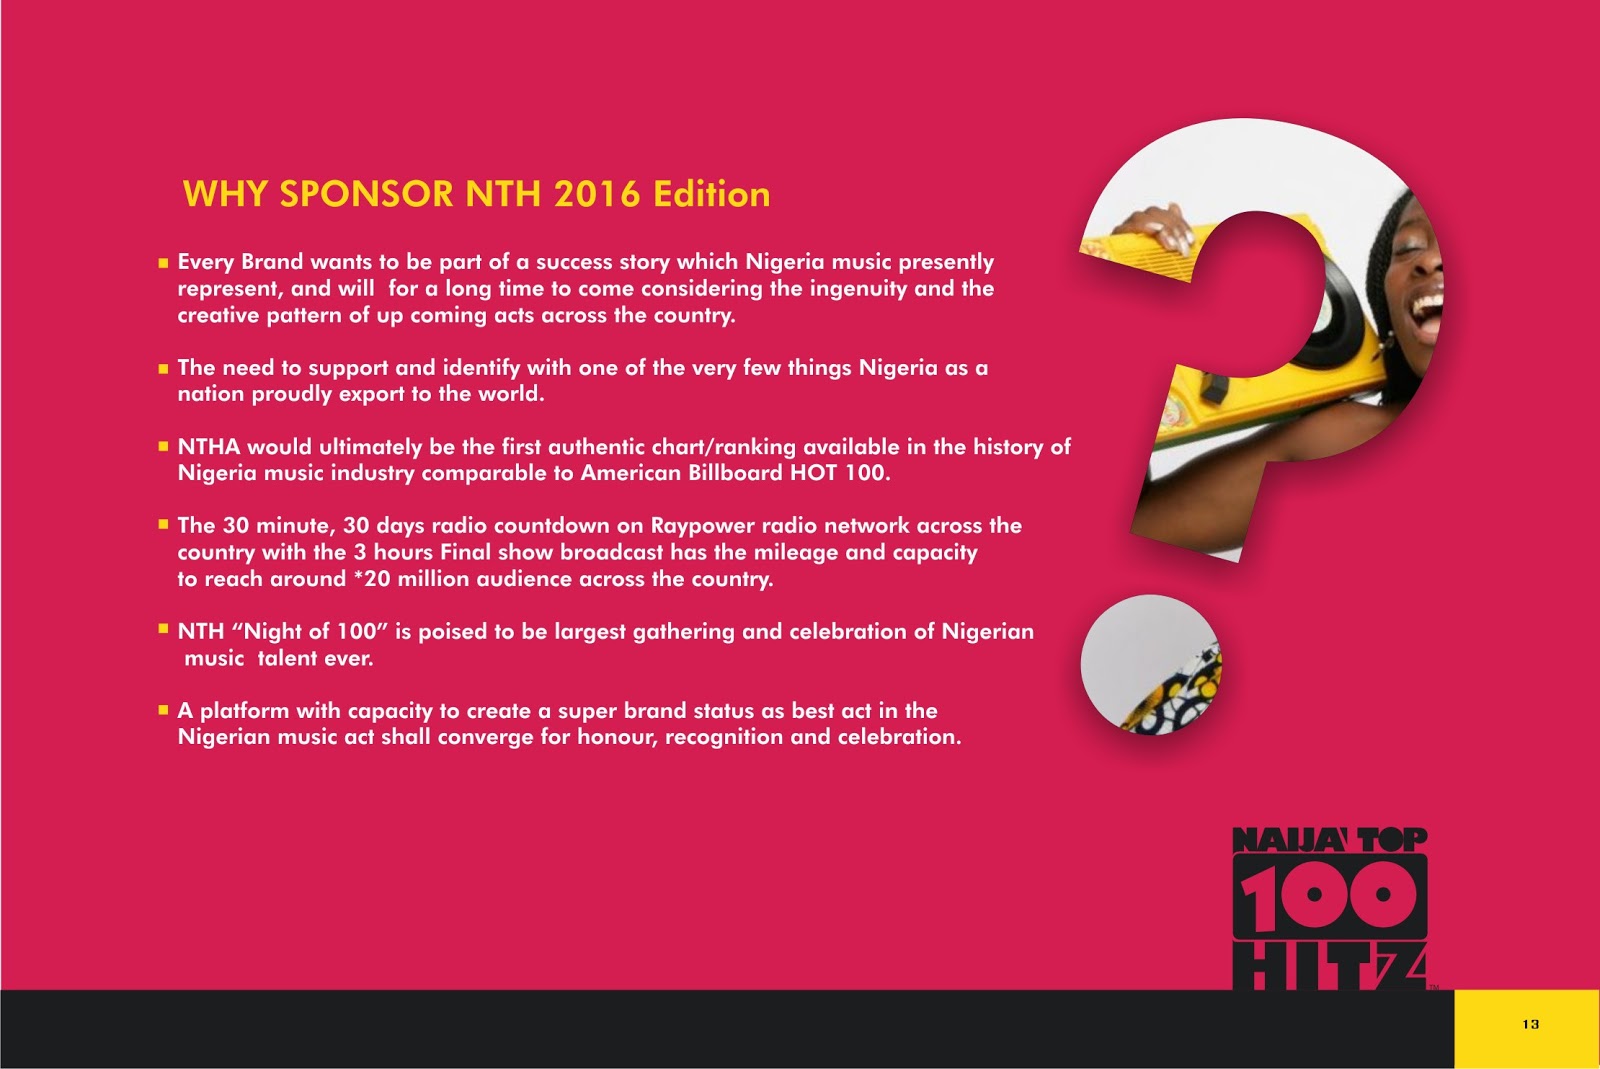 WHY SPONSOR NTH 2016 Edition
Every Brand wants to be part of a success story which Nigeria music presently
represent, and will for a long time to come considering the ingenuity and the
creative pattern of up coming acts across the country.
The need to support and identify with one of the very few things Nigeria as a
nation proudly export to the world.
NTHA would ultimately be the first authentic chart/ranking available in the history of
Nigeria music industry comparable to American Billboard HOT 100.
The 30 minute, 30 days radio countdown on Raypower radio network across the
country with the 3 hours Final show broadcast has the mileage and capacity
to reach around *20 million audience across the country.
NTH “Night of 100” is poised to be largest gathering and celebration of Nigerian
music talent ever.
A platform with capacity to create a super brand status as best act in the
Nigerian music act shall converge for honour, recognition and celebration.
NAIJA' TOP
100
HITZ
TM
13